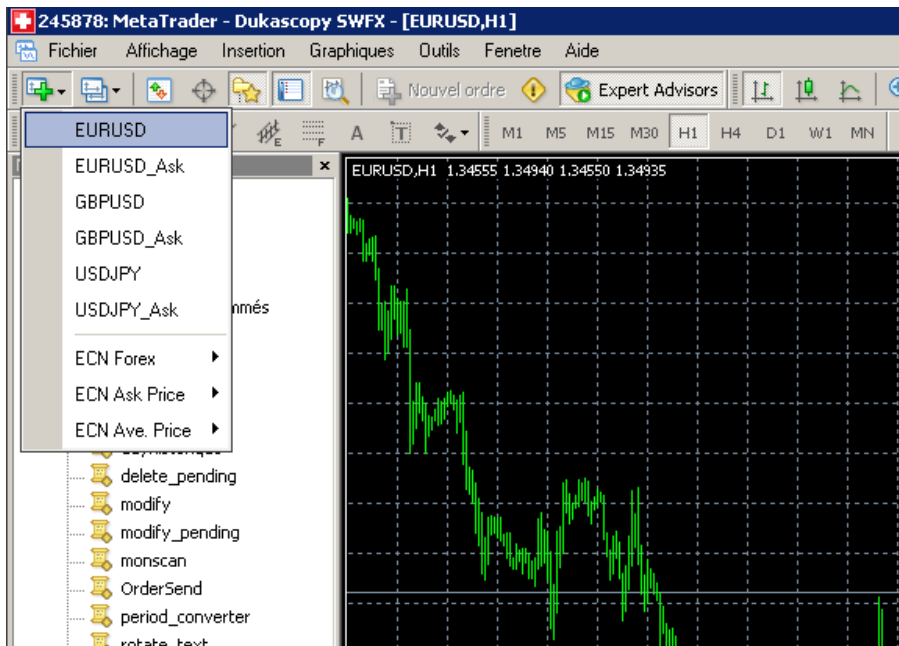 245878: MetaTrader - Dukascopy SWFX - [EURUSD,H1]
Fichier Affichage Insertion Graphiques Outils Fenetre Aide
Nouvel ordre Expert Advisors
E F A T M1 M5 M15 M30 H1 H4 D1 W1 MN
EURUSD
EURUSD_Ask
GBPUSD
GBPUSD_Ask
USDJPY
USDJPY_Ask
ECN Forex
ECN Ask Price
ECN Ave. Price
mmés
delete_pending
modify
modify_pending
monscan
OrderSend
period_converter
rotate_text
EURUSD,H1 1.34555 1.34940 1.34550 1.34935